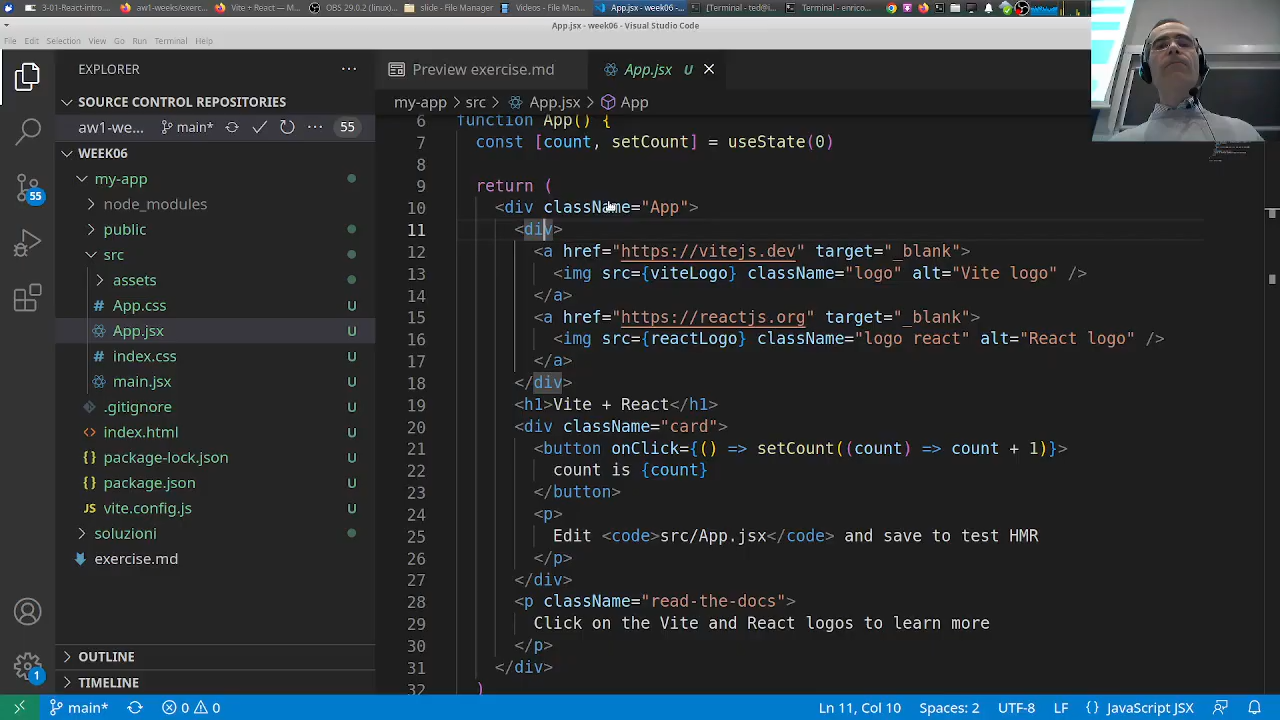 3-01-React-introd...
aw1-weeks/exerc...
Vite + React — M...
OBS 29.0.2 (linux)...
slide - File Manager
Videos - File Man...
App.jsx - week06 -...
[Terminal - ted@...
Terminal - enrico...
App.jsx - week06 - Visual Studio Code
File Edit Selection View Go Run Terminal Help
EXPLORER
Preview exercise.md
App.jsx U
SOURCE CONTROL REPOSITORIES
my-app > src > App.jsx > App
aw1-we... main* 55
WEEK06
my-app
node_modules
public
src
assets
App.css U
App.jsx U
index.css U
main.jsx U
.gitignore U
index.html U
package-lock.json U
package.json U
vite.config.js U
soluzioni
exercise.md
OUTLINE
TIMELINE
55
1
6 function App() {
7 const [count, setCount] = useState(0)
8
9 return (
10 <div className="App">
11 <div>
12 <a href="https://vitejs.dev" target="_blank">
13 <img src={viteLogo} className="logo" alt="Vite logo" />
14 </a>
15 <a href="https://reactjs.org" target="_blank">
16 <img src={reactLogo} className="logo react" alt="React logo" />
17 </a>
18 </div>
19 <h1>Vite + React</h1>
20 <div className="card">
21 <button onClick={() => setCount((count) => count + 1)}>
22 count is {count}
23 </button>
24 <p>
25 Edit <code>src/App.jsx</code> and save to test HMR
26 </p>
27 </div>
28 <p className="read-the-docs">
29 Click on the Vite and React logos to learn more
30 </p>
31 </div>
32 )
main* 0 0
Ln 11, Col 10 Spaces: 2 UTF-8 LF {} JavaScript JSX